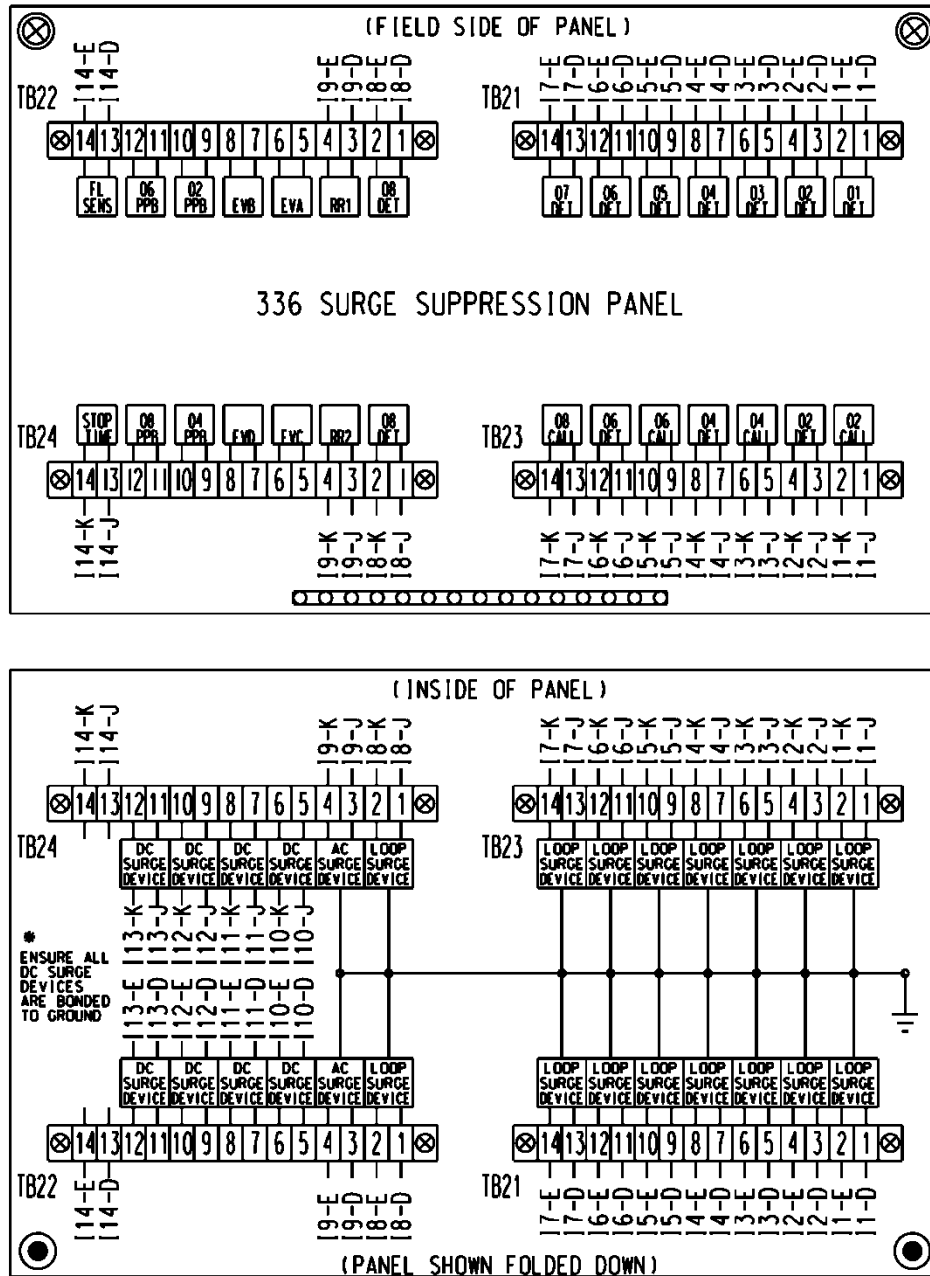 (FIELD SIDE OF PANEL)
I14-E I14-D I9-E I9-D I8-E I8-D
TB22
14 13 12 11 10 9 8 7 6 5 4 3 2 1
FL SENS
06 PPB
02 PPB
EVB
EVA
RR1
08 DET
I7-E I7-D I6-E I6-D I5-E I5-D I4-E I4-D I3-E I3-D I2-E I2-D I1-E I1-D
TB21
14 13 12 11 10 9 8 7 6 5 4 3 2 1
07 DET
06 DET
05 DET
04 DET
03 DET
02 DET
01 DET
336 SURGE SUPPRESSION PANEL
STOP TIME
08 PPB
04 PPB
EVD
EVC
RR2
08 DET
TB24
14 13 12 11 10 9 8 7 6 5 4 3 2 1
I14-K I14-J I9-K I9-J I8-K I8-J
08 CALL
06 DET
06 CALL
04 DET
04 CALL
02 DET
02 CALL
TB23
14 13 12 11 10 9 8 7 6 5 4 3 2 1
I7-K I7-J I6-K I6-J I5-K I5-J I4-K I4-J I3-K I3-J I2-K I2-J I1-K I1-J
(INSIDE OF PANEL)
I14-K I14-J I9-K I9-J I8-K I8-J
14 13 12 11 10 9 8 7 6 5 4 3 2 1
TB24
DC SURGE DEVICE
DC SURGE DEVICE
DC SURGE DEVICE
DC SURGE DEVICE
AC SURGE DEVICE
LOOP SURGE DEVICE
I13-K I13-J I12-K I12-J I11-K I11-J I10-K I10-J
I7-K I7-J I6-K I6-J I5-K I5-J I4-K I4-J I3-K I3-J I2-K I2-J I1-K I1-J
14 13 12 11 10 9 8 7 6 5 4 3 2 1
TB23
LOOP SURGE DEVICE
LOOP SURGE DEVICE
LOOP SURGE DEVICE
LOOP SURGE DEVICE
LOOP SURGE DEVICE
LOOP SURGE DEVICE
LOOP SURGE DEVICE
*
ENSURE ALL
DC SURGE
DEVICES
ARE BONDED
TO GROUND
I13-E I13-D I12-E I12-D I11-E I11-D I10-E I10-D
DC SURGE DEVICE
DC SURGE DEVICE
DC SURGE DEVICE
DC SURGE DEVICE
AC SURGE DEVICE
LOOP SURGE DEVICE
14 13 12 11 10 9 8 7 6 5 4 3 2 1
TB22
I14-E I14-D I9-E I9-D I8-E I8-D
LOOP SURGE DEVICE
LOOP SURGE DEVICE
LOOP SURGE DEVICE
LOOP SURGE DEVICE
LOOP SURGE DEVICE
LOOP SURGE DEVICE
LOOP SURGE DEVICE
14 13 12 11 10 9 8 7 6 5 4 3 2 1
TB21
I7-E I7-D I6-E I6-D I5-E I5-D I4-E I4-D I3-E I3-D I2-E I2-D I1-E I1-D
(PANEL SHOWN FOLDED DOWN)